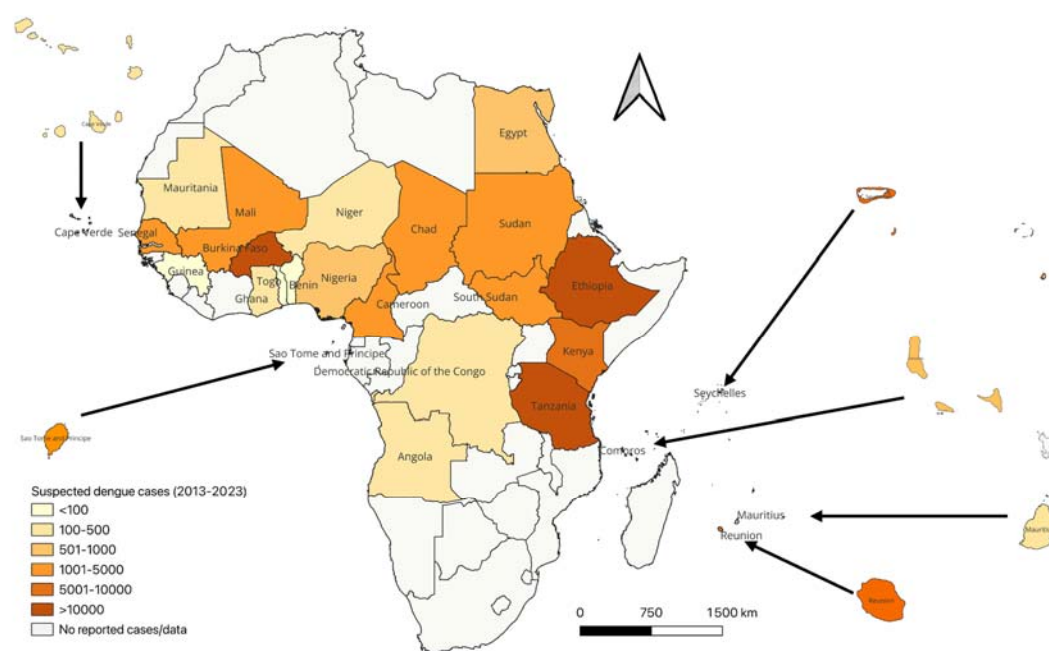 Cape Verde
Egypt
Mauritania
Mali
Niger
Chad
Sudan
Cape Verde
Senegal
Burkina Faso
Guinea
Togo
Benin
Nigeria
Ghana
Cameroon
South Sudan
Ethiopia
Sao Tome and Principe
Democratic Republic of the Congo
Kenya
Tanzania
Seychelles
Sao Tome and Principe
Angola
Comoros
Mauritius
Reunion
Reunion
Suspected dengue cases (2013-2023)
<100
100-500
501-1000
1001-5000
5001-10000
>10000
No reported cases/data
0 750 1500 km